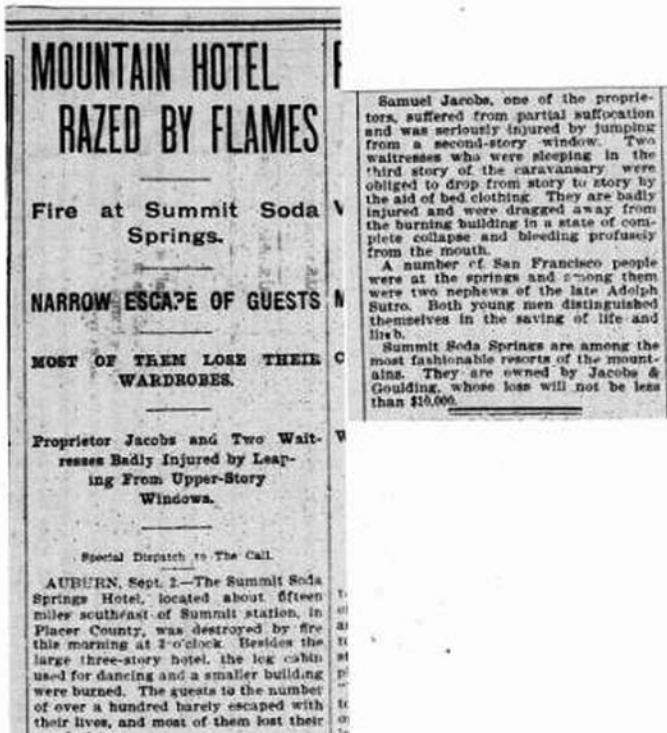 MOUNTAIN HOTEL
RAZED BY FLAMES
Fire at Summit Soda
Springs.
NARROW ESCAPE OF GUESTS
MOST OF THEM LOSE THEIR
WARDROBES.
Proprietor Jacobs and Two Wait-
resses Badly Injured by Leap-
ing From Upper-Story
Windows.
Special Dispatch to The Call.
AUBURN, Sept. 2.—The Summit Soda
Springs Hotel, located about fifteen
miles southeast of Summit station, in
Placer County, was destroyed by fire
this morning at o'clock. Besides the
large three-story hotel, the log cabin
used for dancing and a smaller building
were burned. The guests to the number
of over a hundred barely escaped with
their lives, and most of them lost their
Samuel Jacobs, one of the proprie-
tors, suffered from partial suffocation
and was seriously injured by jumping
from a second-story window. Two
waitresses who were sleeping in the
third story of the caravansary were
obliged to drop from story to story by
the aid of bed clothing. They are badly
injured and were dragged away from
the burning building in a state of com-
plete collapse and bleeding profusely
from the mouth.
A number of San Francisco people
were at the springs and among them
were two nephews of the late Adolph
Sutro. Both young men distinguished
themselves in the saving of life and
limb.
Summit Soda Springs are among the
most fashionable resorts of the mount-
ains. They are owned by Jacobs &
Goulding, whose loss will not be less
than $10,000.